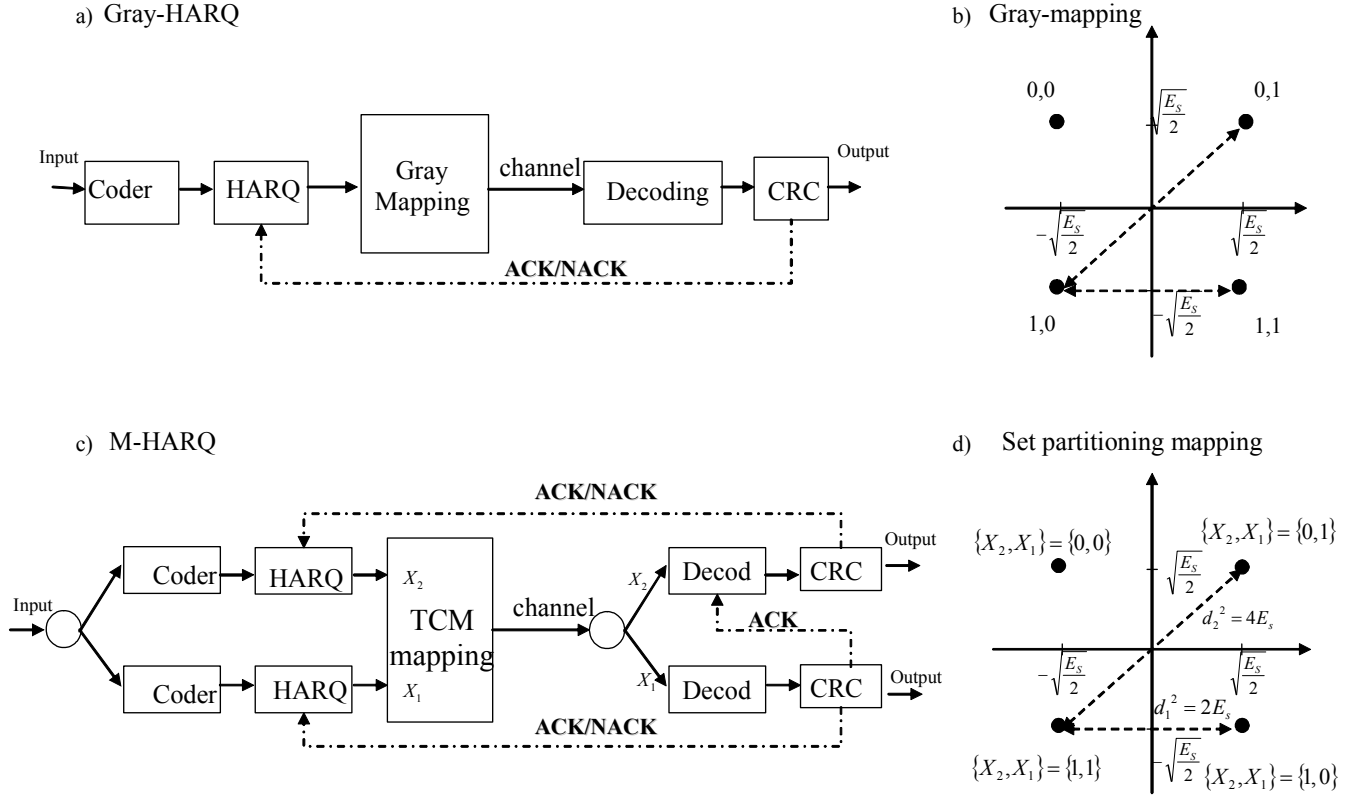 a) Gray-HARQ
Input
Coder
HARQ
Gray
Mapping
channel
Decoding
CRC
Output
ACK/NACK
b) Gray-mapping
0,0
0,1
√(E_S/2)
-√(E_S/2)
√(E_S/2)
-√(E_S/2)
1,0
1,1
c) M-HARQ
ACK/NACK
Input
Coder
HARQ
X_2
TCM
mapping
X_1
channel
X_2
Decod
CRC
Output
ACK
Coder
HARQ
X_1
Decod
CRC
Output
ACK/NACK
d) Set partitioning mapping
{X_2, X_1} = {0, 0}
{X_2, X_1} = {0, 1}
√(E_S/2)
d_2^2 = 4E_s
-√(E_S/2)
√(E_S/2)
d_1^2 = 2E_s
-√(E_S/2)
{X_2, X_1} = {1, 1}
{X_2, X_1} = {1, 0}